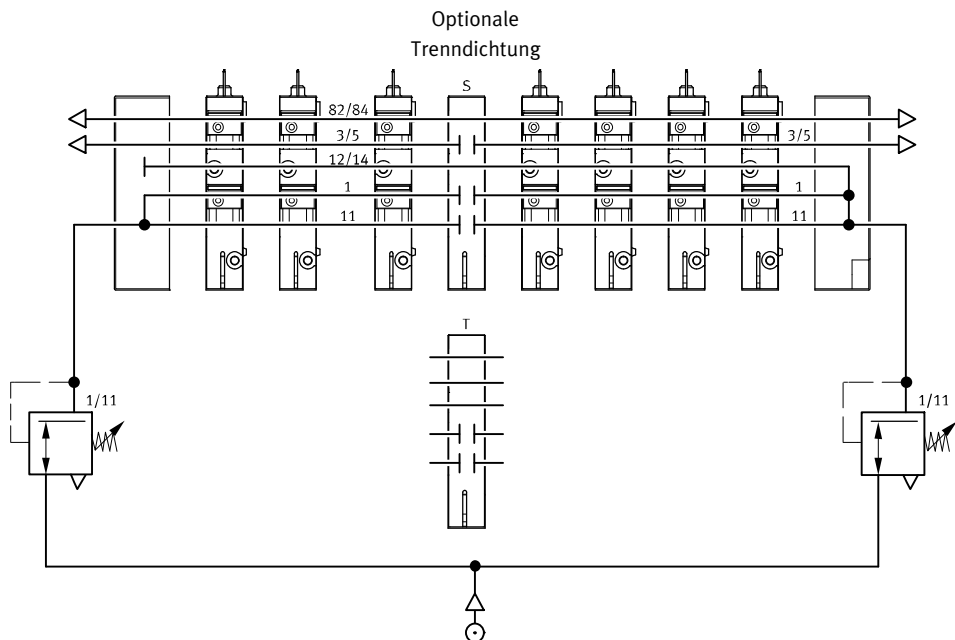 Optionale
Trenndichtung
S
82/84
3/5 3/5
12/14
1 1
11 11
T
1/11 1/11